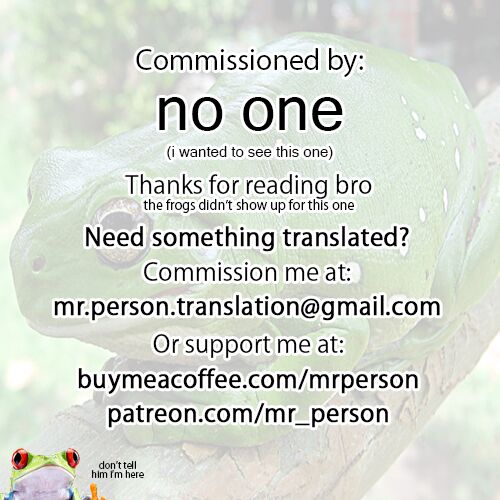 Commissioned by:
no one
(i wanted to see this one)
Thanks for reading bro
the frogs didn't show up for this one
Need something translated?
Commission me at:
mr.person.translation@gmail.com
Or support me at:
buymeacoffee.com/mrperson
patreon.com/mr_person
don't tell
him i'm here